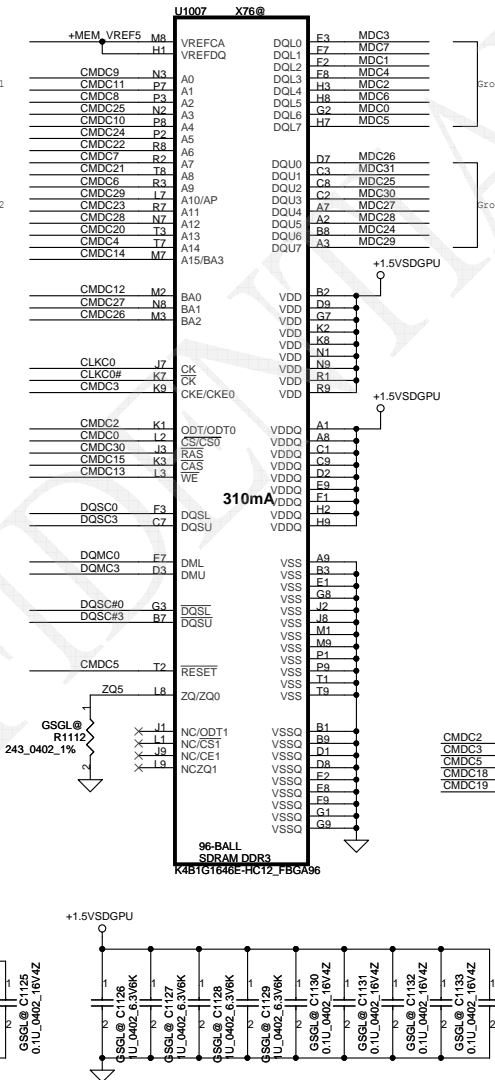 U1007 X76@
+MEM_VREF5 M8 VREFCA DQL0 E3 MDC3
H1 VREFDQ DQL1 F7 MDC7
DQL2 F2 MDC1
CMDC9 N3 A0 DQL3 F8 MDC4
CMDC11 P7 A1 DQL4 H3 MDC2
CMDC8 P3 A2 DQL5 H8 MDC6
CMDC25 N2 A3 DQL6 G2 MDC0
CMDC10 P8 A4 DQL7 H7 MDC5
CMDC24 P2 A5
CMDC22 R8 A6
CMDC7 R2 A7 DQU0 D7 MDC26
CMDC21 T8 A8 DQU1 C3 MDC31
CMDC6 R3 A9 DQU2 C8 MDC25
CMDC29 L7 A10/AP DQU3 C2 MDC30
CMDC23 R7 A11 DQU4 A7 MDC27
CMDC28 N7 A12 DQU5 A2 MDC28
CMDC20 T3 A13 DQU6 B8 MDC24
CMDC4 T7 A14 DQU7 A3 MDC29
CMDC14 M7 A15/BA3
Gro
Gro
+1.5VSDGPU
CMDC12 M2 BA0 VDD B2
CMDC27 N8 BA1 VDD D9
CMDC26 M3 BA2 VDD G7
VDD K2
VDD K8
VDD N1
CLKC0 J7 CK VDD N9
CLKC0# K7 CK VDD R1
CMDC3 K9 CKE/CKE0 VDD R9
+1.5VSDGPU
CMDC2 K1 ODT/ODT0 VDDQ A1
CMDC0 L2 CS/CS0 VDDQ A8
CMDC30 J3 RAS VDDQ C1
CMDC15 K3 CAS VDDQ C9
CMDC13 L3 WE VDDQ D2
VDDQ E9
310mA VDDQ F1
DQSC0 F3 DQSL VDDQ H2
DQSC3 C7 DQSU VDDQ H9
DQMC0 E7 DML VSS A9
DQMC3 D3 DMU VSS B3
VSS E1
VSS G8
DQSC#0 G3 DQSL VSS J2
DQSC#3 B7 DQSU VSS J8
VSS M1
VSS M9
VSS P1
CMDC5 T2 RESET VSS P9
VSS T1
ZQ5 L8 ZQ/ZQ0 VSS T9
GSGL@
R1112
243_0402_1%
1
2
J1 NC/ODT1 VSSQ B1
L1 NC/CS1 VSSQ B9
J9 NC/CE1 VSSQ D1
L9 NCZQ1 VSSQ D8
VSSQ E2
VSSQ E8
VSSQ F9
VSSQ G1
VSSQ G9
CMDC2
CMDC3
CMDC5
CMDC18
CMDC19
96-BALL
SDRAM DDR3
K4B1G1646E-HC12_FBGA96
+1.5VSDGPU
GSGL@ C1125
0.1U_0402_16V4Z
GSGL@ C1126
1U_0402_6.3V6K
GSGL@ C1127
1U_0402_6.3V6K
GSGL@ C1128
1U_0402_6.3V6K
GSGL@ C1129
1U_0402_6.3V6K
GSGL@ C1130
0.1U_0402_16V4Z
GSGL@ C1131
0.1U_0402_16V4Z
GSGL@ C1132
0.1U_0402_16V4Z
GSGL@ C1133
0.1U_0402_16V4Z